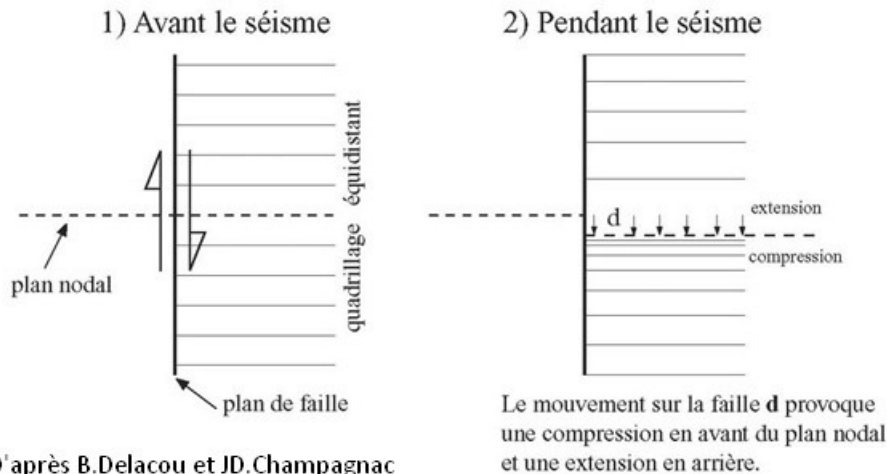 1) Avant le séisme
2) Pendant le séisme
quadrillage équidistant
plan nodal
plan de faille
d
extension
compression
Le mouvement sur la faille d provoque
une compression en avant du plan nodal
et une extension en arrière.
D'après B.Delacou et JD.Champagnac